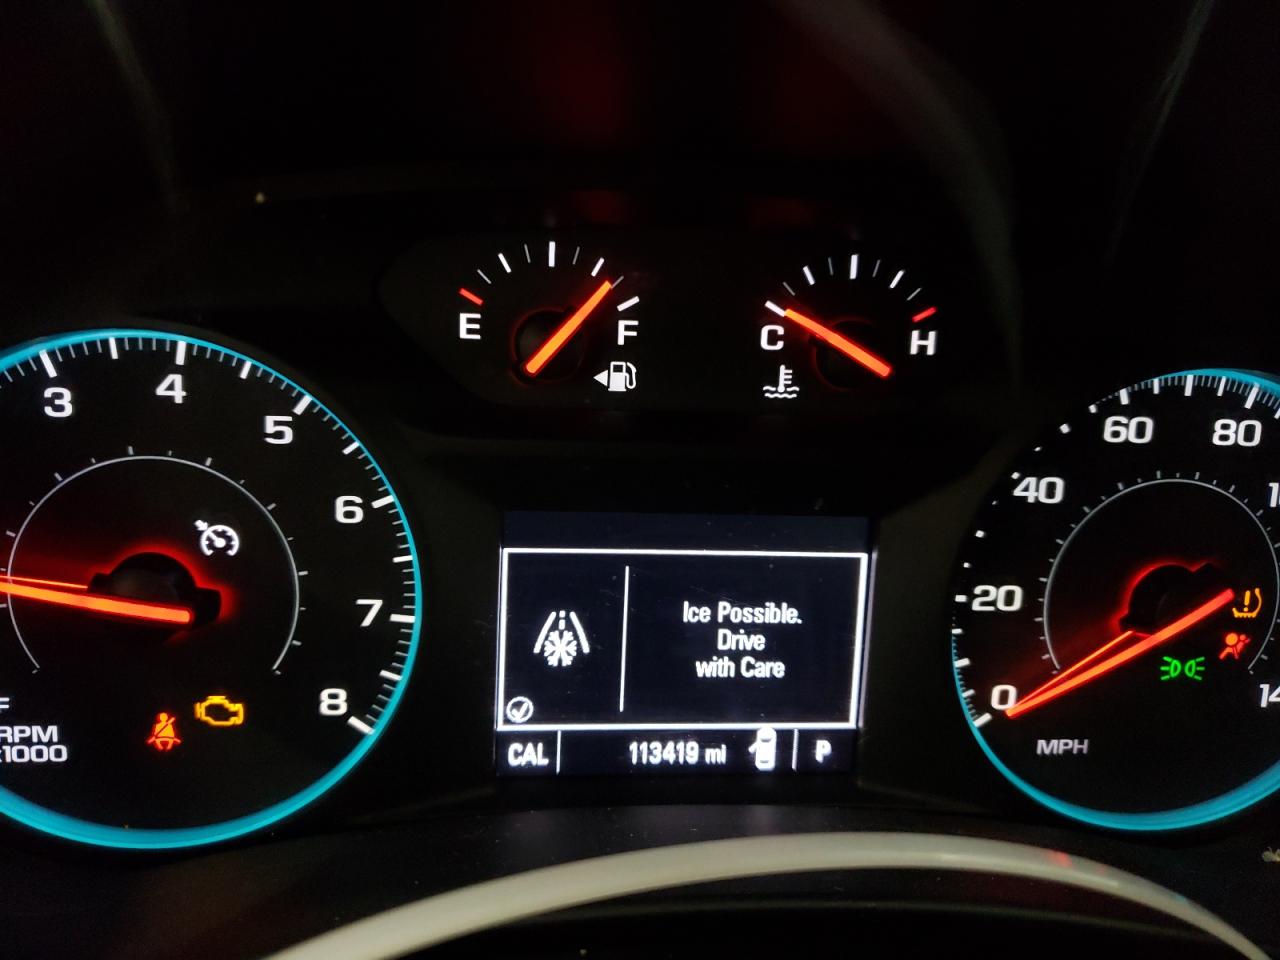 E
F
C
H
3
4
5
6
7
8
RPM
x1000
20
40
60
80
0
MPH
Ice Possible.
Drive
with Care
CAL
113419 mi
P